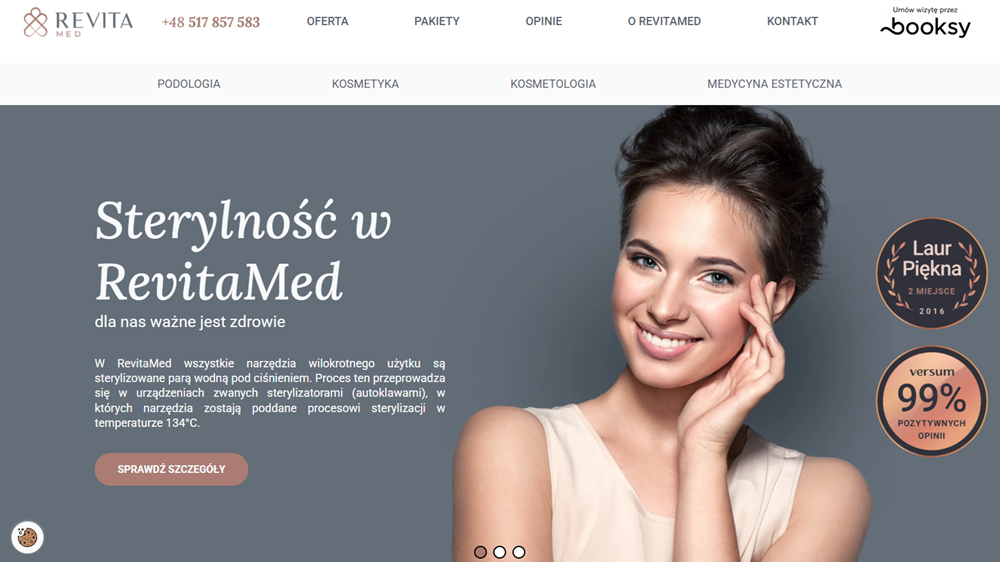 REVITA
MED
+48 517 857 583
OFERTA
PAKIETY
OPINIE
O REVITAMED
KONTAKT
Umów wizytę przez
booksy
PODOLOGIA
KOSMETYKA
KOSMETOLOGIA
MEDYCYNA ESTETYCZNA
Sterylność w
RevitaMed
dla nas ważne jest zdrowie
W RevitaMed wszystkie narzędzia wilokrotnego użytku są
sterylizowane parą wodną pod ciśnieniem. Proces ten przeprowadza
się w urządzeniach zwanych sterylizatorami (autoklawami), w
których narzędzia zostają poddane procesowi sterylizacji w
temperaturze 134°C.
SPRAWDŹ SZCZEGÓŁY
Laur
Piękna
2 MIEJSCE
2016
versum
99%
POZYTYWNYCH
OPINII